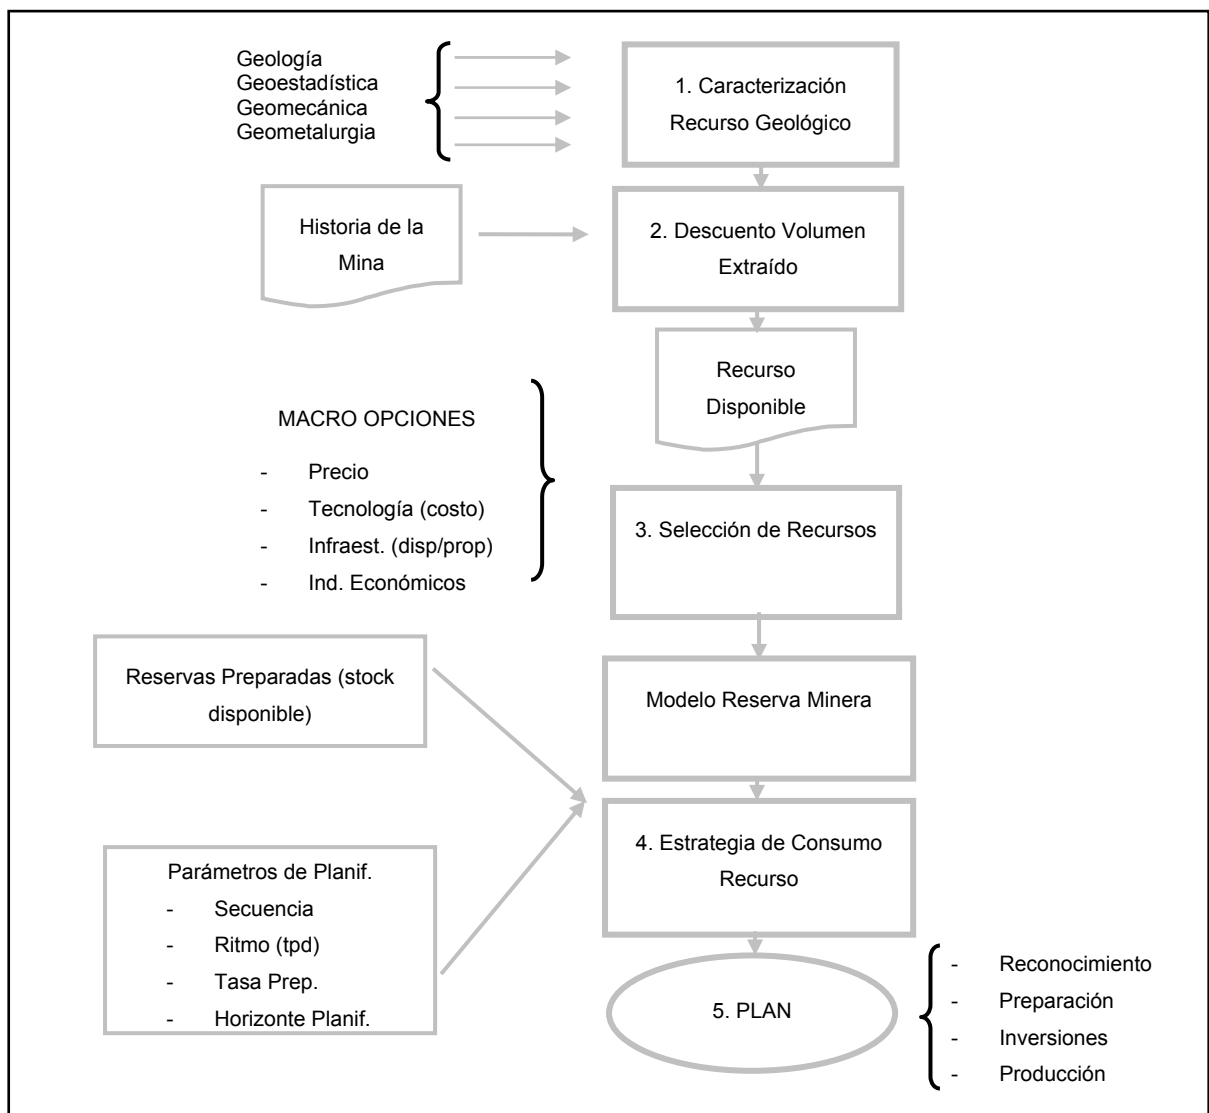 Geología
Geoestadística
Geomecánica
Geometalurgia
1. Caracterización
Recurso Geológico
Historia de la
Mina
2. Descuento Volumen
Extraído
Recurso
Disponible
MACRO OPCIONES
- Precio
- Tecnología (costo)
- Infraest. (disp/prop)
- Ind. Económicos
3. Selección de Recursos
Reservas Preparadas (stock
disponible)
Modelo Reserva Minera
4. Estrategia de Consumo
Recurso
Parámetros de Planif.
- Secuencia
- Ritmo (tpd)
- Tasa Prep.
- Horizonte Planif.
5. PLAN
- Reconocimiento
- Preparación
- Inversiones
- Producción